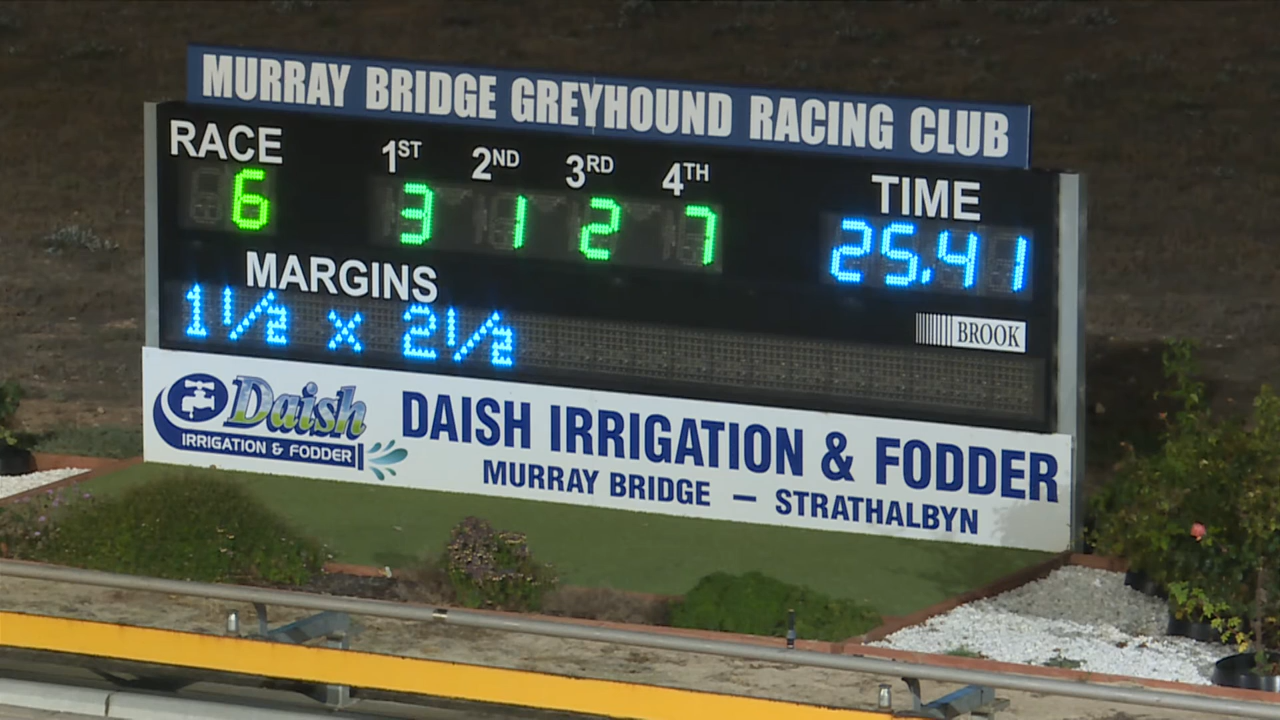 MURRAY BRIDGE GREYHOUND RACING CLUB
RACE 1ST 2ND 3RD 4TH TIME
6 3 1 2 7 25.41
MARGINS
1½ x 2½
BROOK
Daish
IRRIGATION & FODDER
DAISH IRRIGATION & FODDER
MURRAY BRIDGE – STRATHALBYN